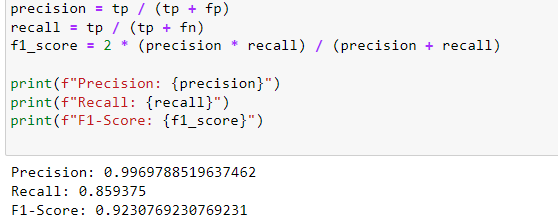 precision = tp / (tp + fp)
recall = tp / (tp + fn)
f1_score = 2 * (precision * recall) / (precision + recall)
print(f"Precision: {precision}")
print(f"Recall: {recall}")
print(f"F1-Score: {f1_score}")
Precision: 0.9969788519637462
Recall: 0.859375
F1-Score: 0.9230769230769231